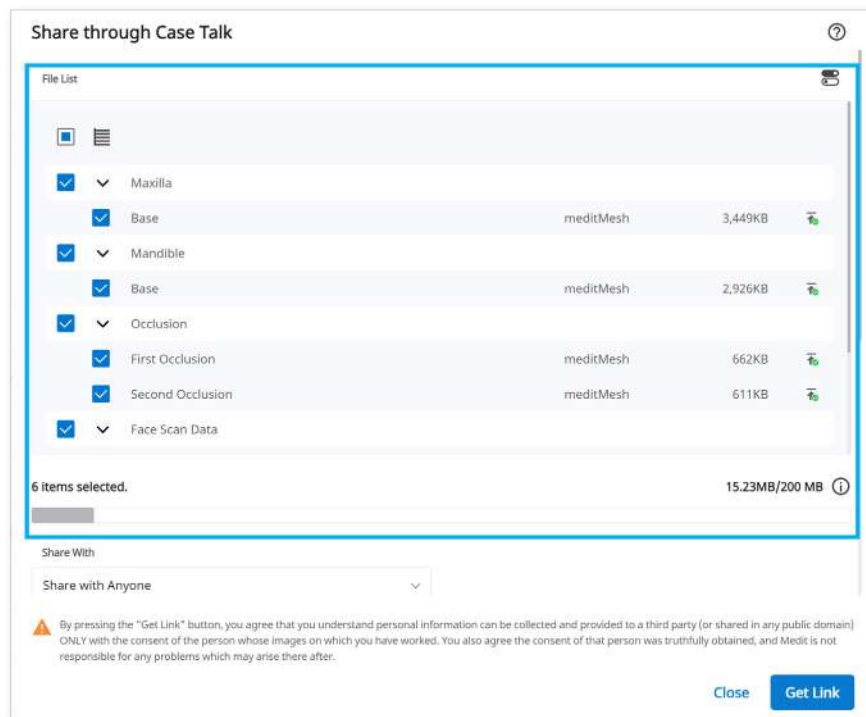 Share through Case Talk
File List
Maxilla
Base meditMesh 3,449KB
Mandible
Base meditMesh 2,926KB
Occlusion
First Occlusion meditMesh 662KB
Second Occlusion meditMesh 611KB
Face Scan Data
6 items selected. 15.23MB/200 MB
Share With
Share with Anyone
By pressing the "Get Link" button, you agree that you understand personal information can be collected and provided to a third party (or shared in any public domain)
ONLY with the consent of the person whose images on which you have worked. You also agree the consent of that person was truthfully obtained, and Medit is not
responsible for any problems which may arise there after.
Close Get Link